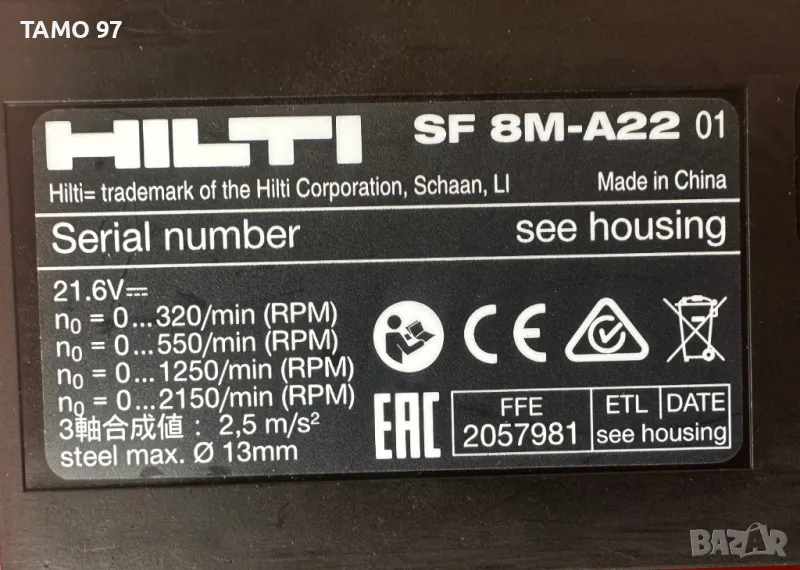 TAMO 97
HILTI SF 8M-A22 01
Hilti= trademark of the Hilti Corporation, Schaan, LI Made in China
Serial number see housing
21.6V⎓
n₀ = 0...320/min (RPM)
n₀ = 0...550/min (RPM)
n₀ = 0...1250/min (RPM)
n₀ = 0...2150/min (RPM)
3軸合成値 : 2,5 m/s²
steel max. Ø 13mm
CE
EAC
FFE
2057981
ETL DATE
see housing
BAZAR